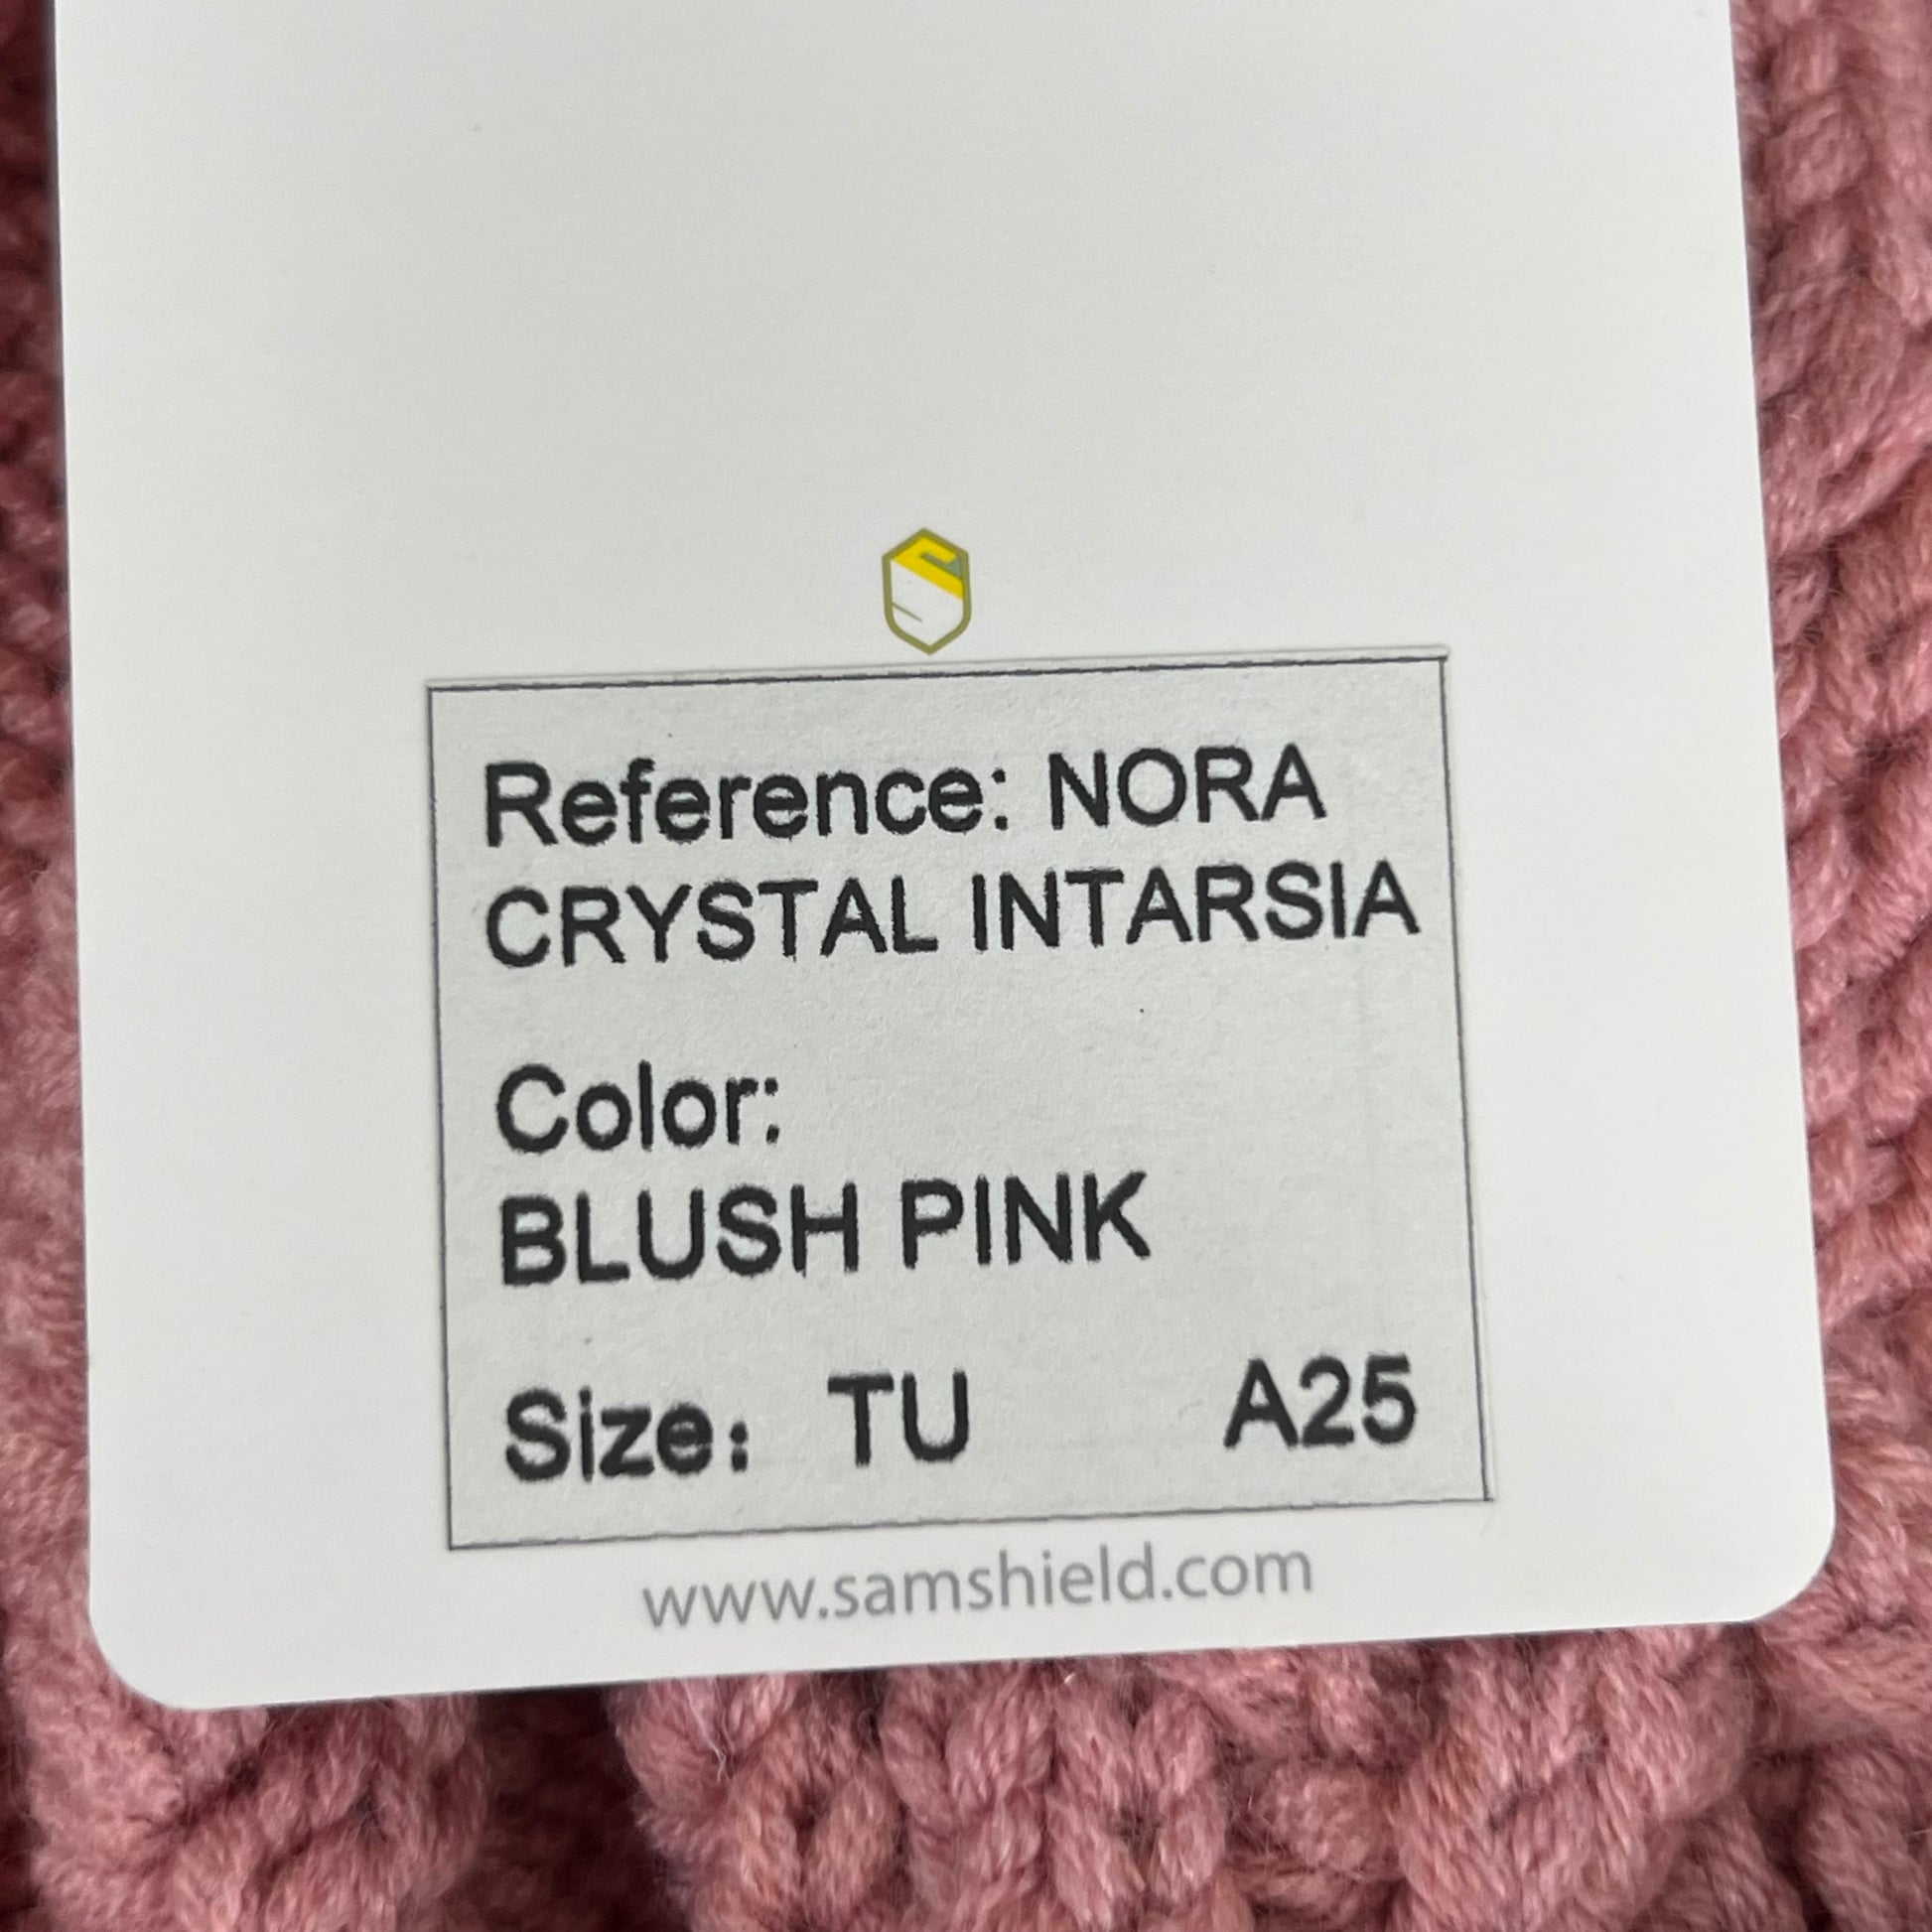 Reference: NORA
CRYSTAL INTARSIA
Color:
BLUSH PINK
Size: TU A25
www.samshield.com